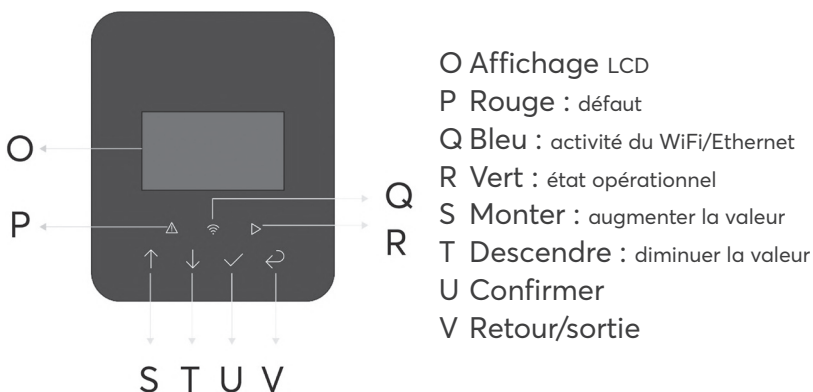 O
P
Q
R
S T U V
O Affichage LCD
P Rouge : défaut
Q Bleu : activité du WiFi/Ethernet
R Vert : état opérationnel
S Monter : augmenter la valeur
T Descendre : diminuer la valeur
U Confirmer
V Retour/sortie